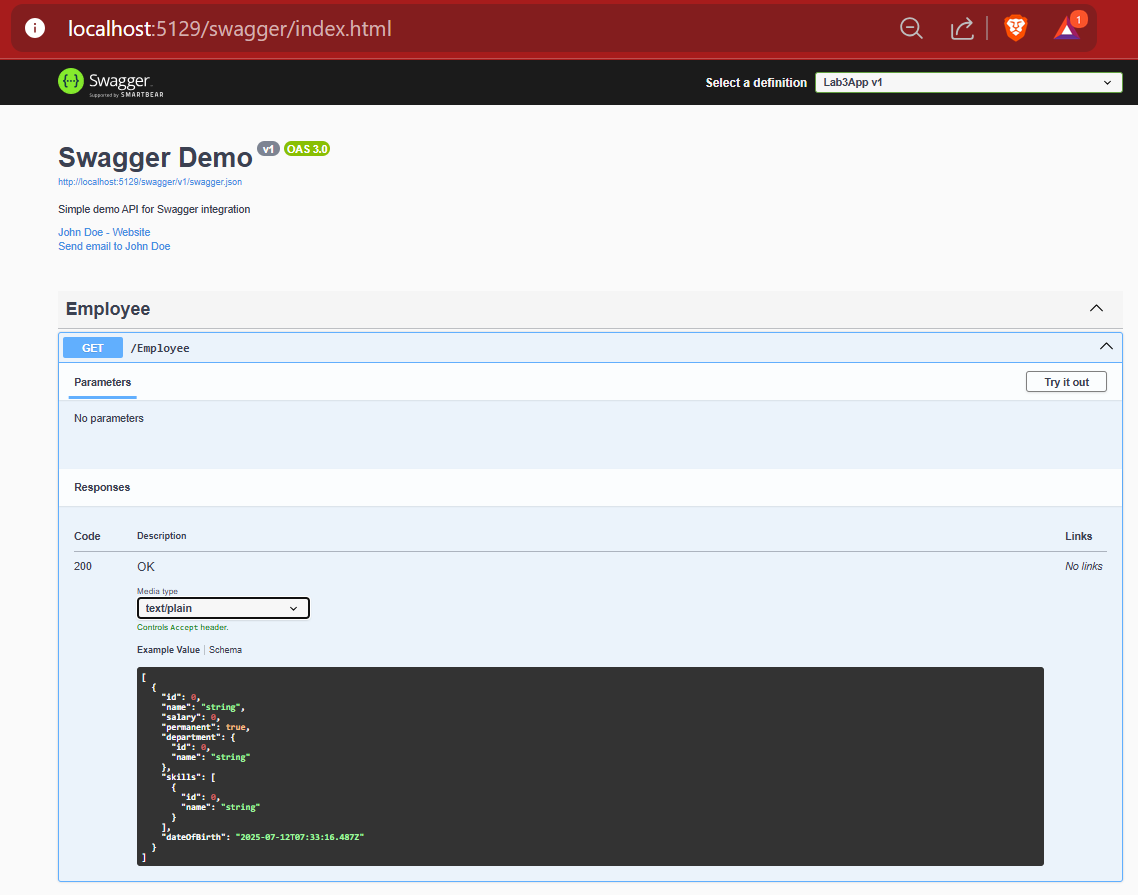 localhost:5129/swagger/index.html
1
Swagger
Supported by SMARTBEAR
Select a definition
Lab3App v1
Swagger Demo v1 OAS 3.0
http://localhost:5129/swagger/v1/swagger.json
Simple demo API for Swagger integration
John Doe - Website
Send email to John Doe
Employee
GET /Employee
Parameters
Try it out
No parameters
Responses
Code Description Links
200 OK No links
Media type
text/plain
Controls Accept header.
Example Value | Schema
[
  {
    "id": 0,
    "name": "string",
    "salary": 0,
    "permanent": true,
    "department": {
      "id": 0,
      "name": "string"
    },
    "skills": [
      {
        "id": 0,
        "name": "string"
      }
    ],
    "dateOfBirth": "2025-07-12T07:33:16.487Z"
  }
]